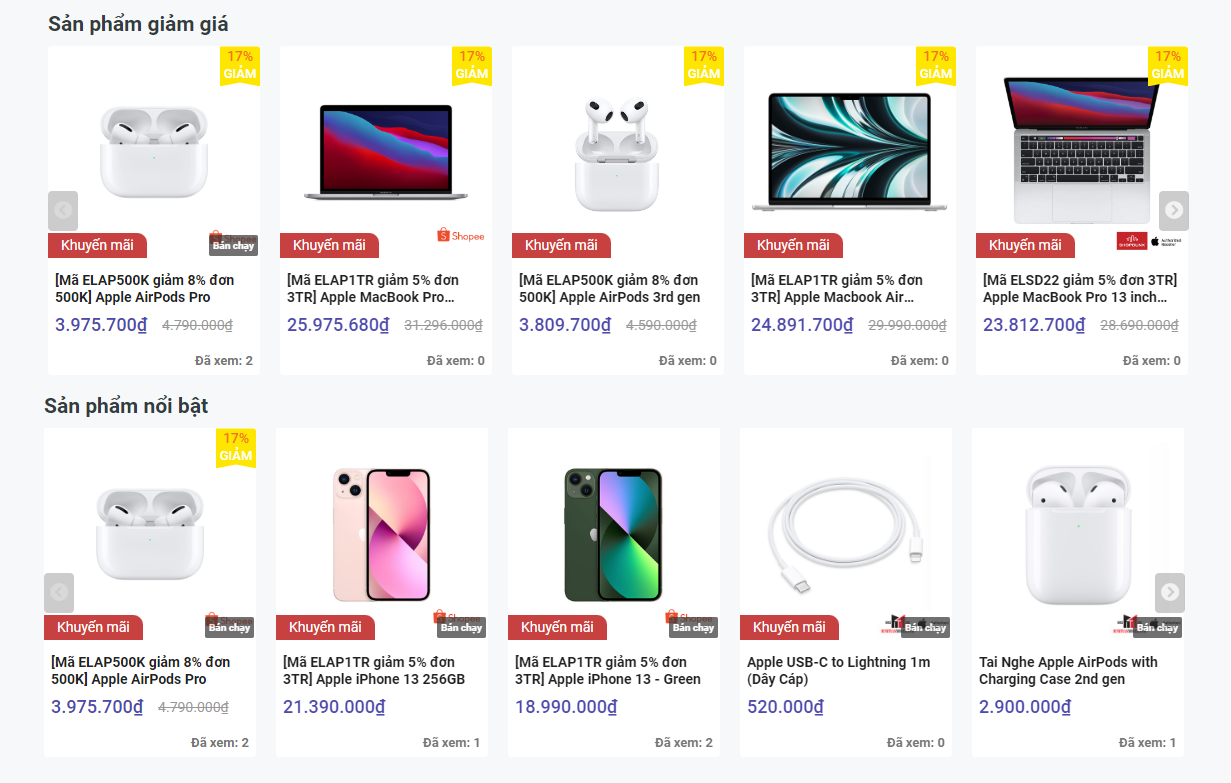 Sản phẩm giảm giá
17%
GIẢM
17%
GIẢM
17%
GIẢM
17%
GIẢM
17%
GIẢM
Khuyến mãi
Shopee
Bán chạy
Khuyến mãi
Shopee
Khuyến mãi
Khuyến mãi
Khuyến mãi
[Mã ELAP500K giảm 8% đơn
500K] Apple AirPods Pro
3.975.700₫ 4.790.000₫
Đã xem: 2
[Mã ELAP1TR giảm 5% đơn
3TR] Apple MacBook Pro...
25.975.680₫ 31.296.000₫
Đã xem: 0
[Mã ELAP500K giảm 8% đơn
500K] Apple AirPods 3rd gen
3.809.700₫ 4.590.000₫
Đã xem: 0
[Mã ELAP1TR giảm 5% đơn
3TR] Apple Macbook Air...
24.891.700₫ 29.990.000₫
Đã xem: 0
[Mã ELSD22 giảm 5% đơn 3TR]
Apple MacBook Pro 13 inch...
23.812.700₫ 28.690.000₫
Đã xem: 0
Sản phẩm nổi bật
17%
GIẢM
Khuyến mãi
Shopee
Bán chạy
Khuyến mãi
Bán chạy
Khuyến mãi
Bán chạy
Khuyến mãi
Bán chạy
Bán chạy
[Mã ELAP500K giảm 8% đơn
500K] Apple AirPods Pro
3.975.700₫ 4.790.000₫
Đã xem: 2
[Mã ELAP1TR giảm 5% đơn
3TR] Apple iPhone 13 256GB
21.390.000₫
Đã xem: 1
[Mã ELAP1TR giảm 5% đơn
3TR] Apple iPhone 13 - Green
18.990.000₫
Đã xem: 2
Apple USB-C to Lightning 1m
(Dây Cáp)
520.000₫
Đã xem: 0
Tai Nghe Apple AirPods with
Charging Case 2nd gen
2.900.000₫
Đã xem: 1